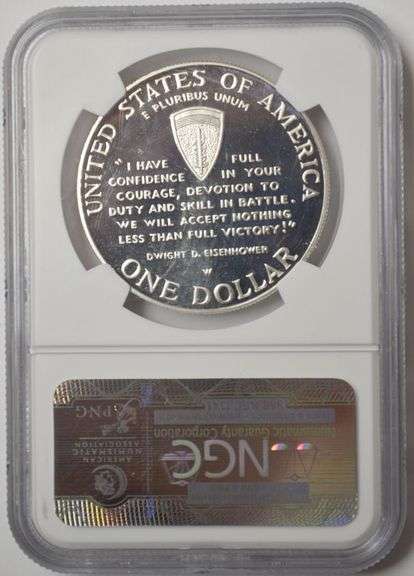 UNITED STATES OF AMERICA
E PLURIBUS UNUM
"I HAVE FULL
CONFIDENCE IN YOUR
COURAGE, DEVOTION TO
DUTY AND SKILL IN BATTLE.
WE WILL ACCEPT NOTHING
LESS THAN FULL VICTORY!"
DWIGHT D. EISENHOWER
W
ONE DOLLAR
NGC
Numismatic Guaranty Corporation
PNG
AMERICAN
NUMISMATIC
ASSOCIATION